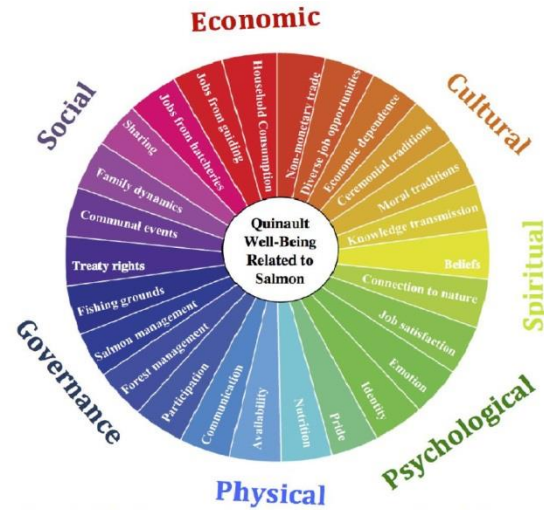 Economic
Cultural
Spiritual
Psychological
Physical
Governance
Social
Quinault
Well-Being
Related to
Salmon
Household Consumption
Non-monetary trade
Diverse job opportunities
Economic dependence
Ceremonial traditions
Moral traditions
Knowledge transmission
Beliefs
Connection to nature
Job satisfaction
Emotion
Identity
Pride
Nutrition
Availability
Communication
Participation
Forest management
Salmon management
Fishing grounds
Treaty rights
Communal events
Family dynamics
Sharing
Jobs from hatcheries
Jobs from guiding